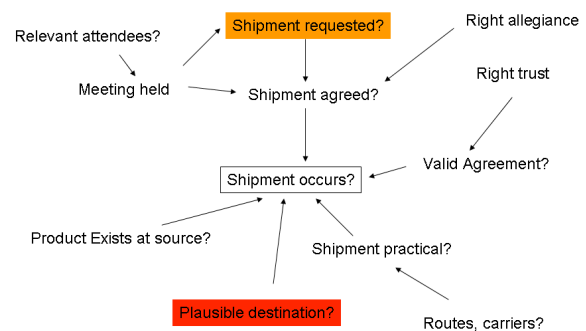 Shipment requested?
Right allegiance
Relevant attendees?
Right trust
Meeting held
Shipment agreed?
Valid Agreement?
Shipment occurs?
Product Exists at source?
Shipment practical?
Plausible destination?
Routes, carriers?